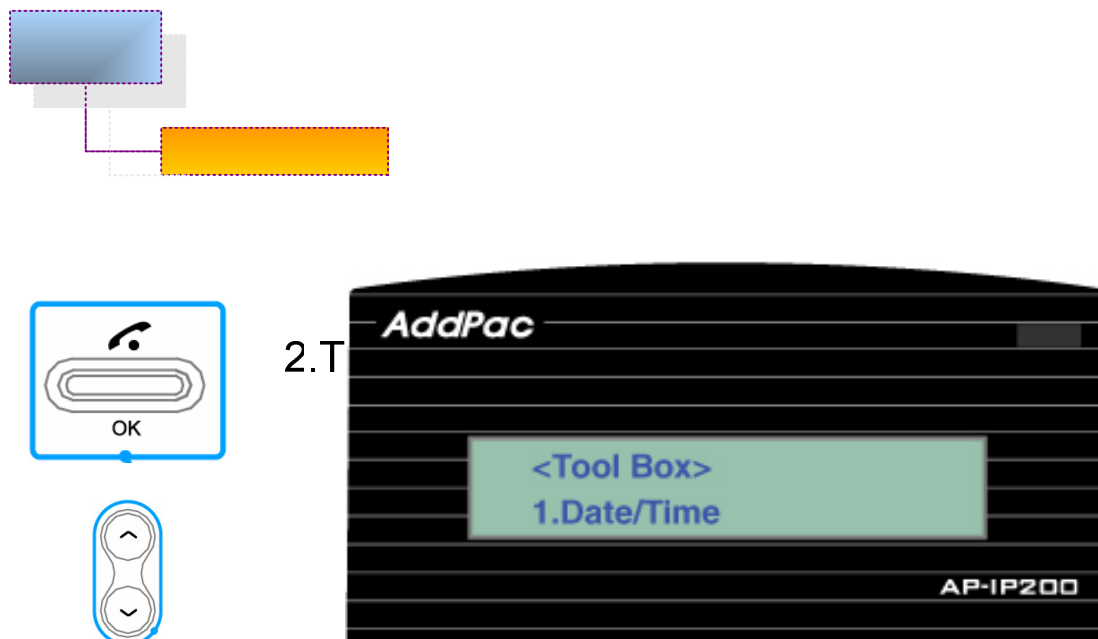 AddPac
2.T
OK
<Tool Box>
1.Date/Time
AP-IP200